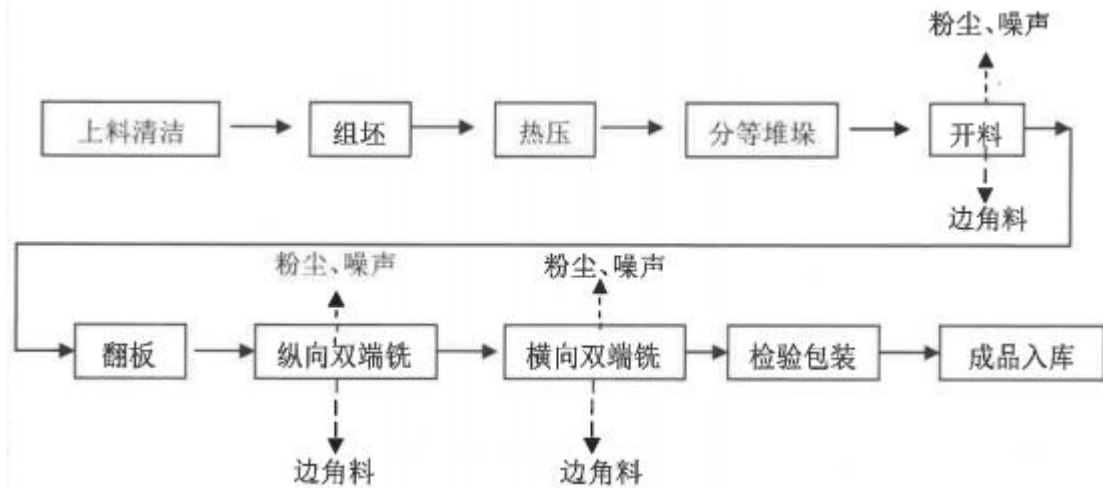 粉尘、噪声
上料清洁
组坯
热压
分等堆垛
开料
边角料
粉尘、噪声
粉尘、噪声
翻板
纵向双端铣
横向双端铣
检验包装
成品入库
边角料
边角料